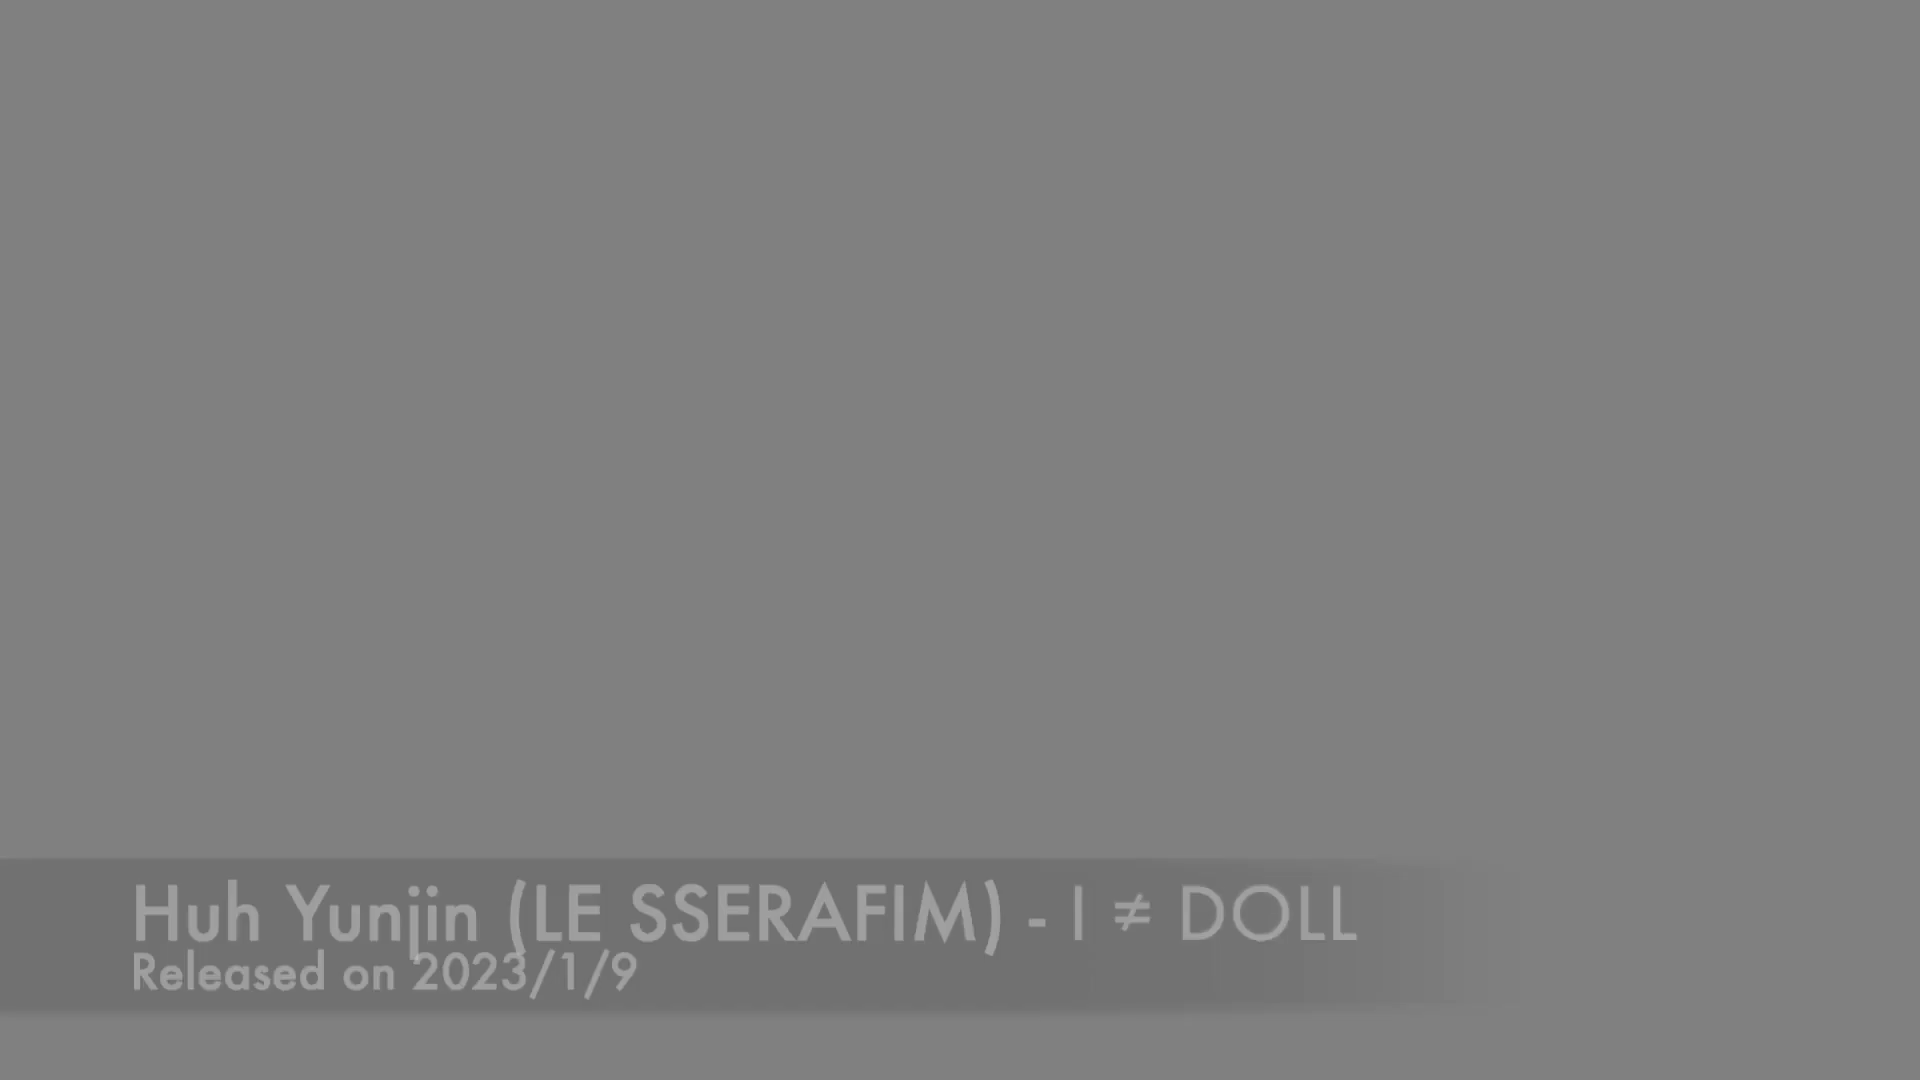 Huh Yunjin (LE SSERAFIM) - I ≠ DOLL
Released on 2023/1/9